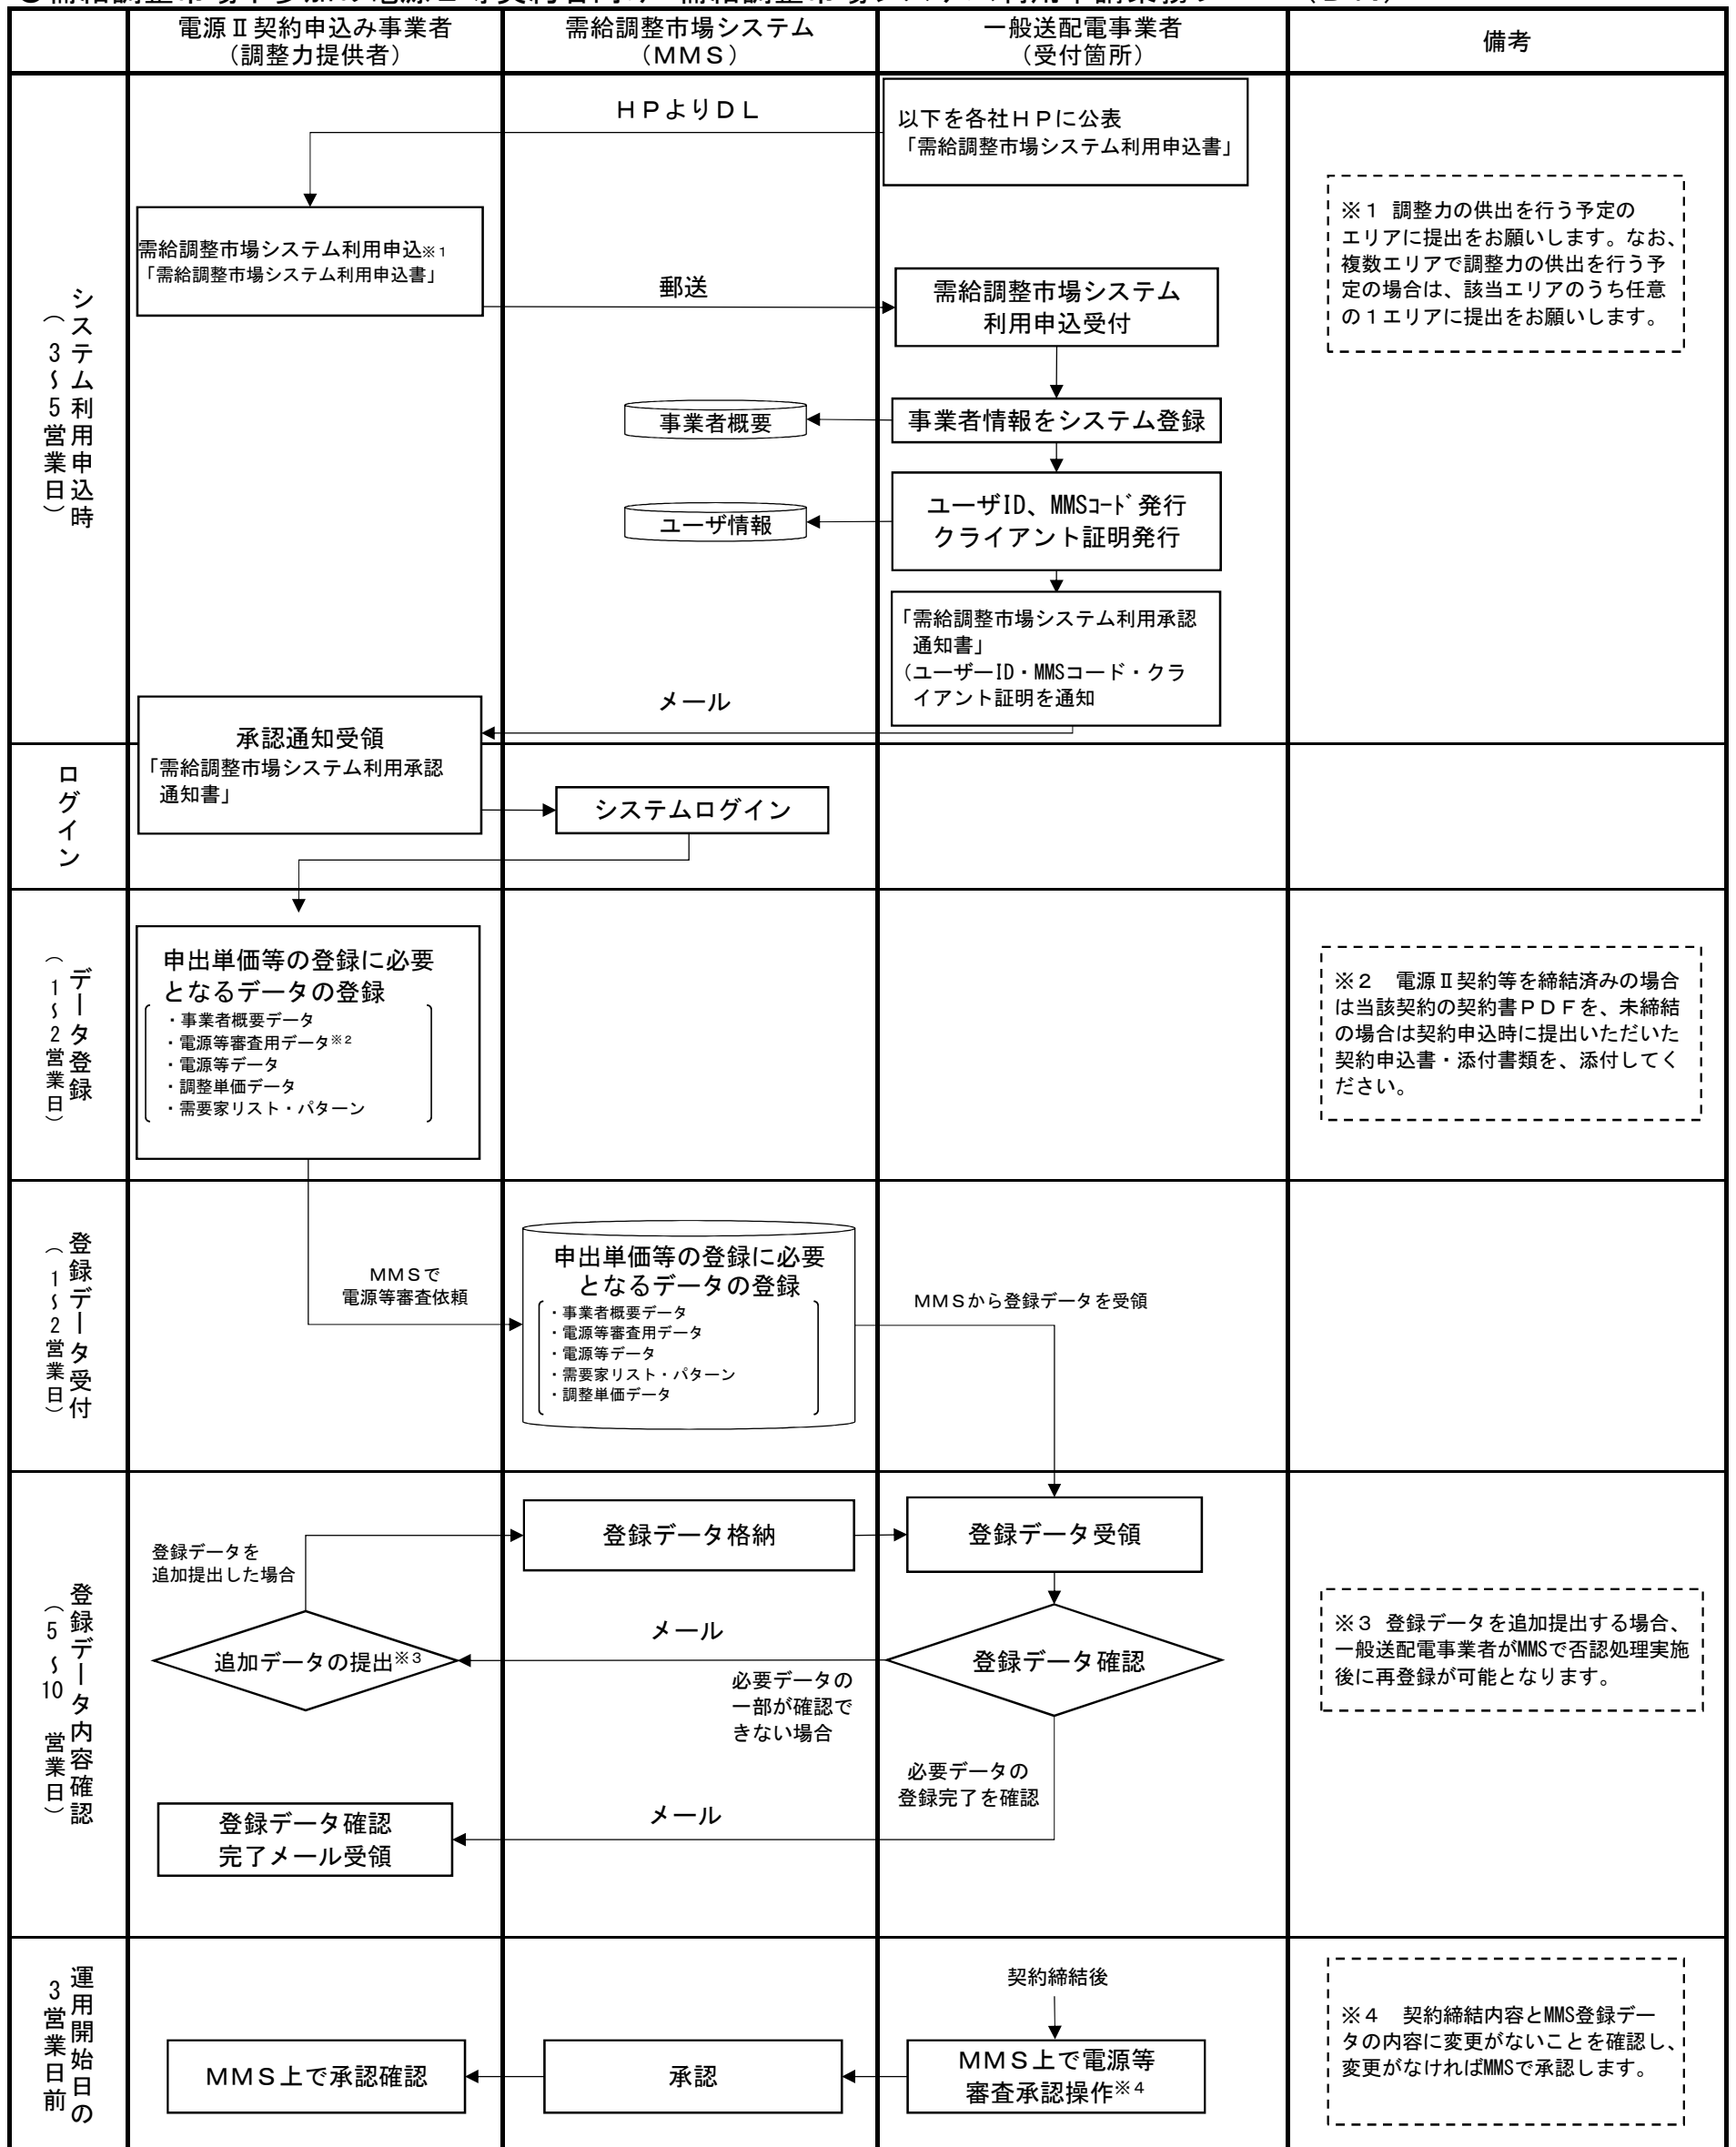 電源Ⅱ契約申込み事業者
（調整力提供者）
需給調整市場システム
（ＭＭＳ）
一般送配電事業者
（受付箇所）
備考
システム利用申込時
（３～５営業日）
ＨＰよりＤＬ
以下を各社ＨＰに公表
「需給調整市場システム利用申込書」
需給調整市場システム利用申込※１
「需給調整市場システム利用申込書」
郵送
需給調整市場システム
利用申込受付
※１ 調整力の供出を行う予定の
エリアに提出をお願いします。なお、
複数エリアで調整力の供出を行う予
定の場合は、該当エリアのうち任意
の１エリアに提出をお願いします。
事業者概要
事業者情報をシステム登録
ユーザ情報
ユーザID、MMSｺｰﾄﾞ発行
クライアント証明発行
「需給調整市場システム利用承認
通知書」
（ユーザーID・MMSコード・クラ
イアント証明を通知
メール
承認通知受領
「需給調整市場システム利用承認
通知書」
ログイン
システムログイン
データ登録
（１～２営業日）
申出単価等の登録に必要
となるデータの登録
・事業者概要データ
・電源等審査用データ※２
・電源等データ
・調整単価データ
・需要家リスト・パターン
※２　電源Ⅱ契約等を締結済みの場合
は当該契約の契約書ＰＤＦを、未締結
の場合は契約申込時に提出いただいた
契約申込書・添付書類を、添付してく
ださい。
登録データ受付
（１～２営業日）
ＭＭＳで
電源等審査依頼
申出単価等の登録に必要
となるデータの登録
・事業者概要データ
・電源等審査用データ
・電源等データ
・需要家リスト・パターン
・調整単価データ
ＭＭＳから登録データを受領
登録データ内容確認
（５～10 営業日）
登録データを
追加提出した場合
登録データ格納
登録データ受領
追加データの提出※３
メール
必要データの
一部が確認で
きない場合
登録データ確認
※３ 登録データを追加提出する場合、
一般送配電事業者がMMSで否認処理実施
後に再登録が可能となります。
必要データの
登録完了を確認
メール
登録データ確認
完了メール受領
運用開始日の
３営業日前
契約締結後
ＭＭＳ上で承認確認
承認
ＭＭＳ上で電源等
審査承認操作※４
※４　契約締結内容とMMS登録デー
タの内容に変更がないことを確認し、
変更がなければMMSで承認します。